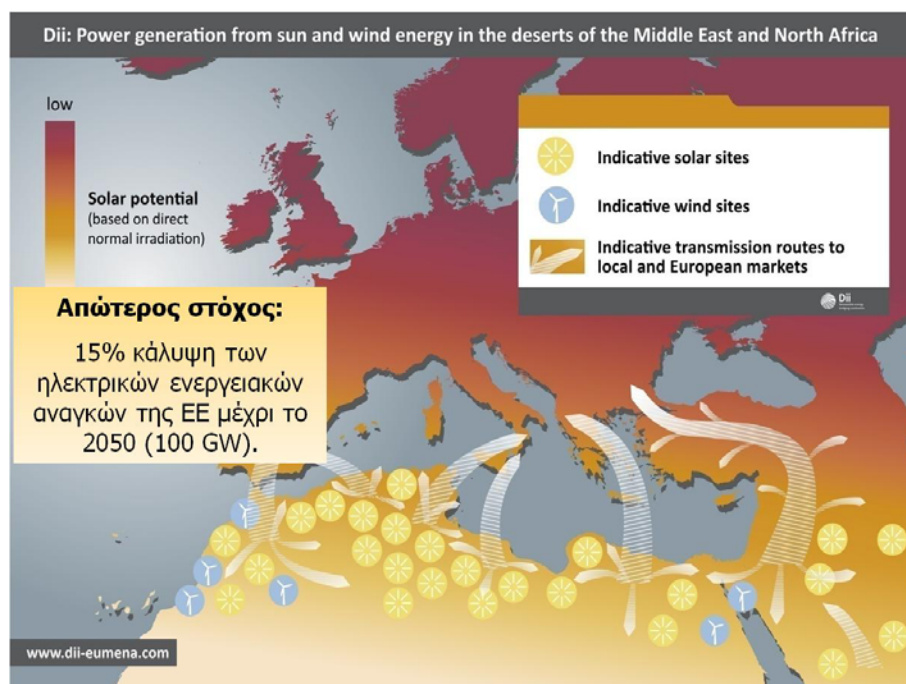 Dii: Power generation from sun and wind energy in the deserts of the Middle East and North Africa
low
Solar potential
(based on direct
normal irradiation)
Indicative solar sites
Indicative wind sites
Indicative transmission routes to
local and European markets
Dii
Απώτερος στόχος:
15% κάλυψη των
ηλεκτρικών ενεργειακών
αναγκών της ΕΕ μέχρι το
2050 (100 GW).
www.dii-eumena.com